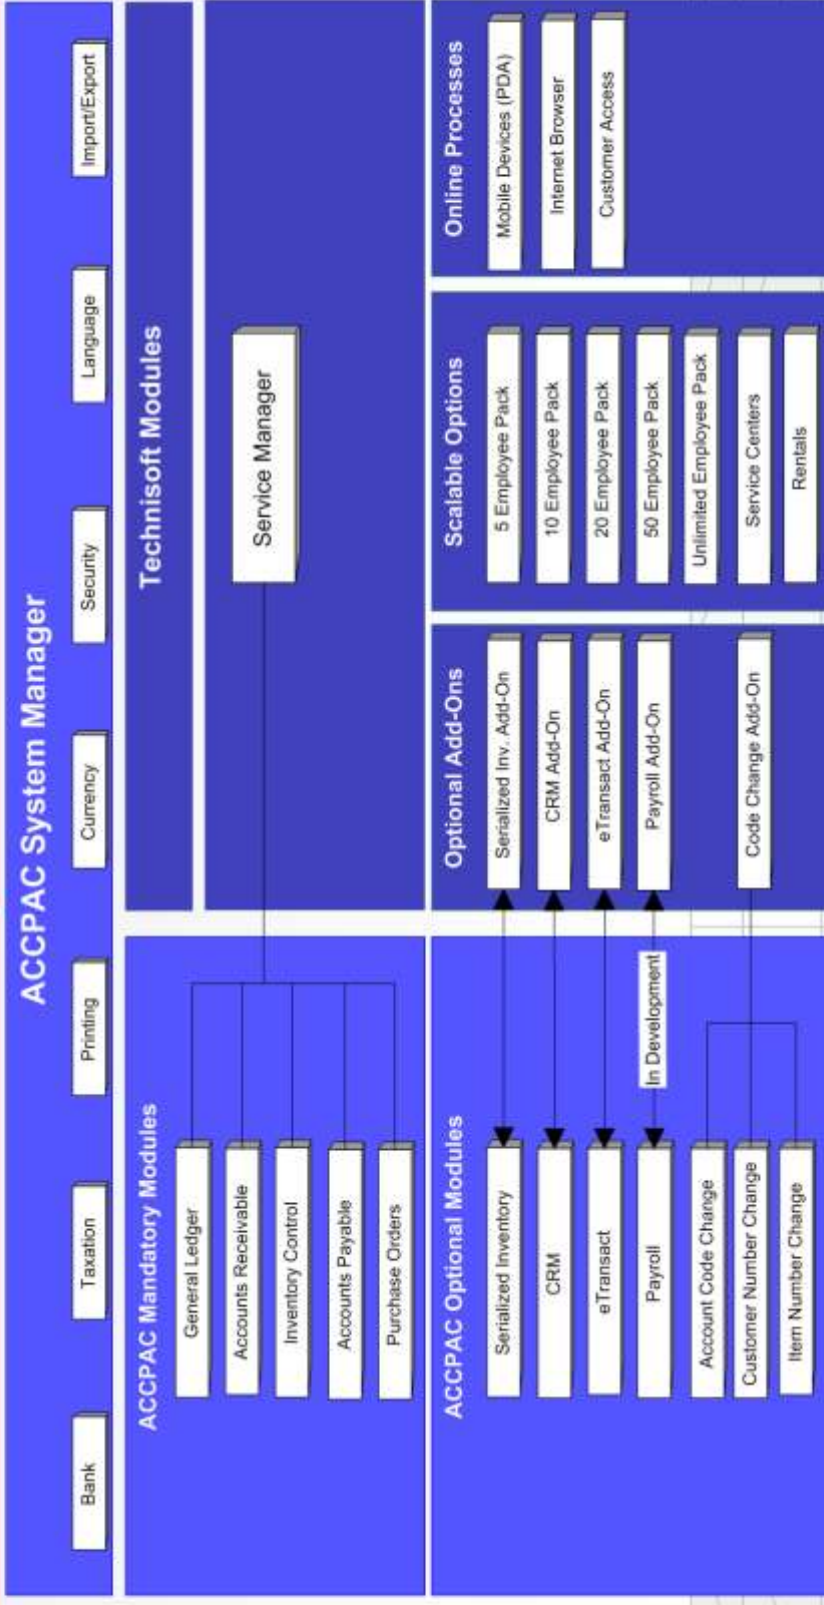 ACCPAC System Manager
Bank
Taxation
Printing
Currency
Security
Language
Import/Export
ACCPAC Mandatory Modules
General Ledger
Accounts Receivable
Inventory Control
Accounts Payable
Purchase Orders
Technisoft Modules
Service Manager
ACCPAC Optional Modules
Serialized Inventory
CRM
eTransact
Payroll
In Development
Account Code Change
Customer Number Change
Item Number Change
Optional Add-Ons
Serialized Inv. Add-On
CRM Add-On
eTransact Add-On
Payroll Add-On
Code Change Add-On
Scalable Options
5 Employee Pack
10 Employee Pack
20 Employee Pack
50 Employee Pack
Unlimited Employee Pack
Service Centers
Rentals
Online Processes
Mobile Devices (PDA)
Internet Browser
Customer Access